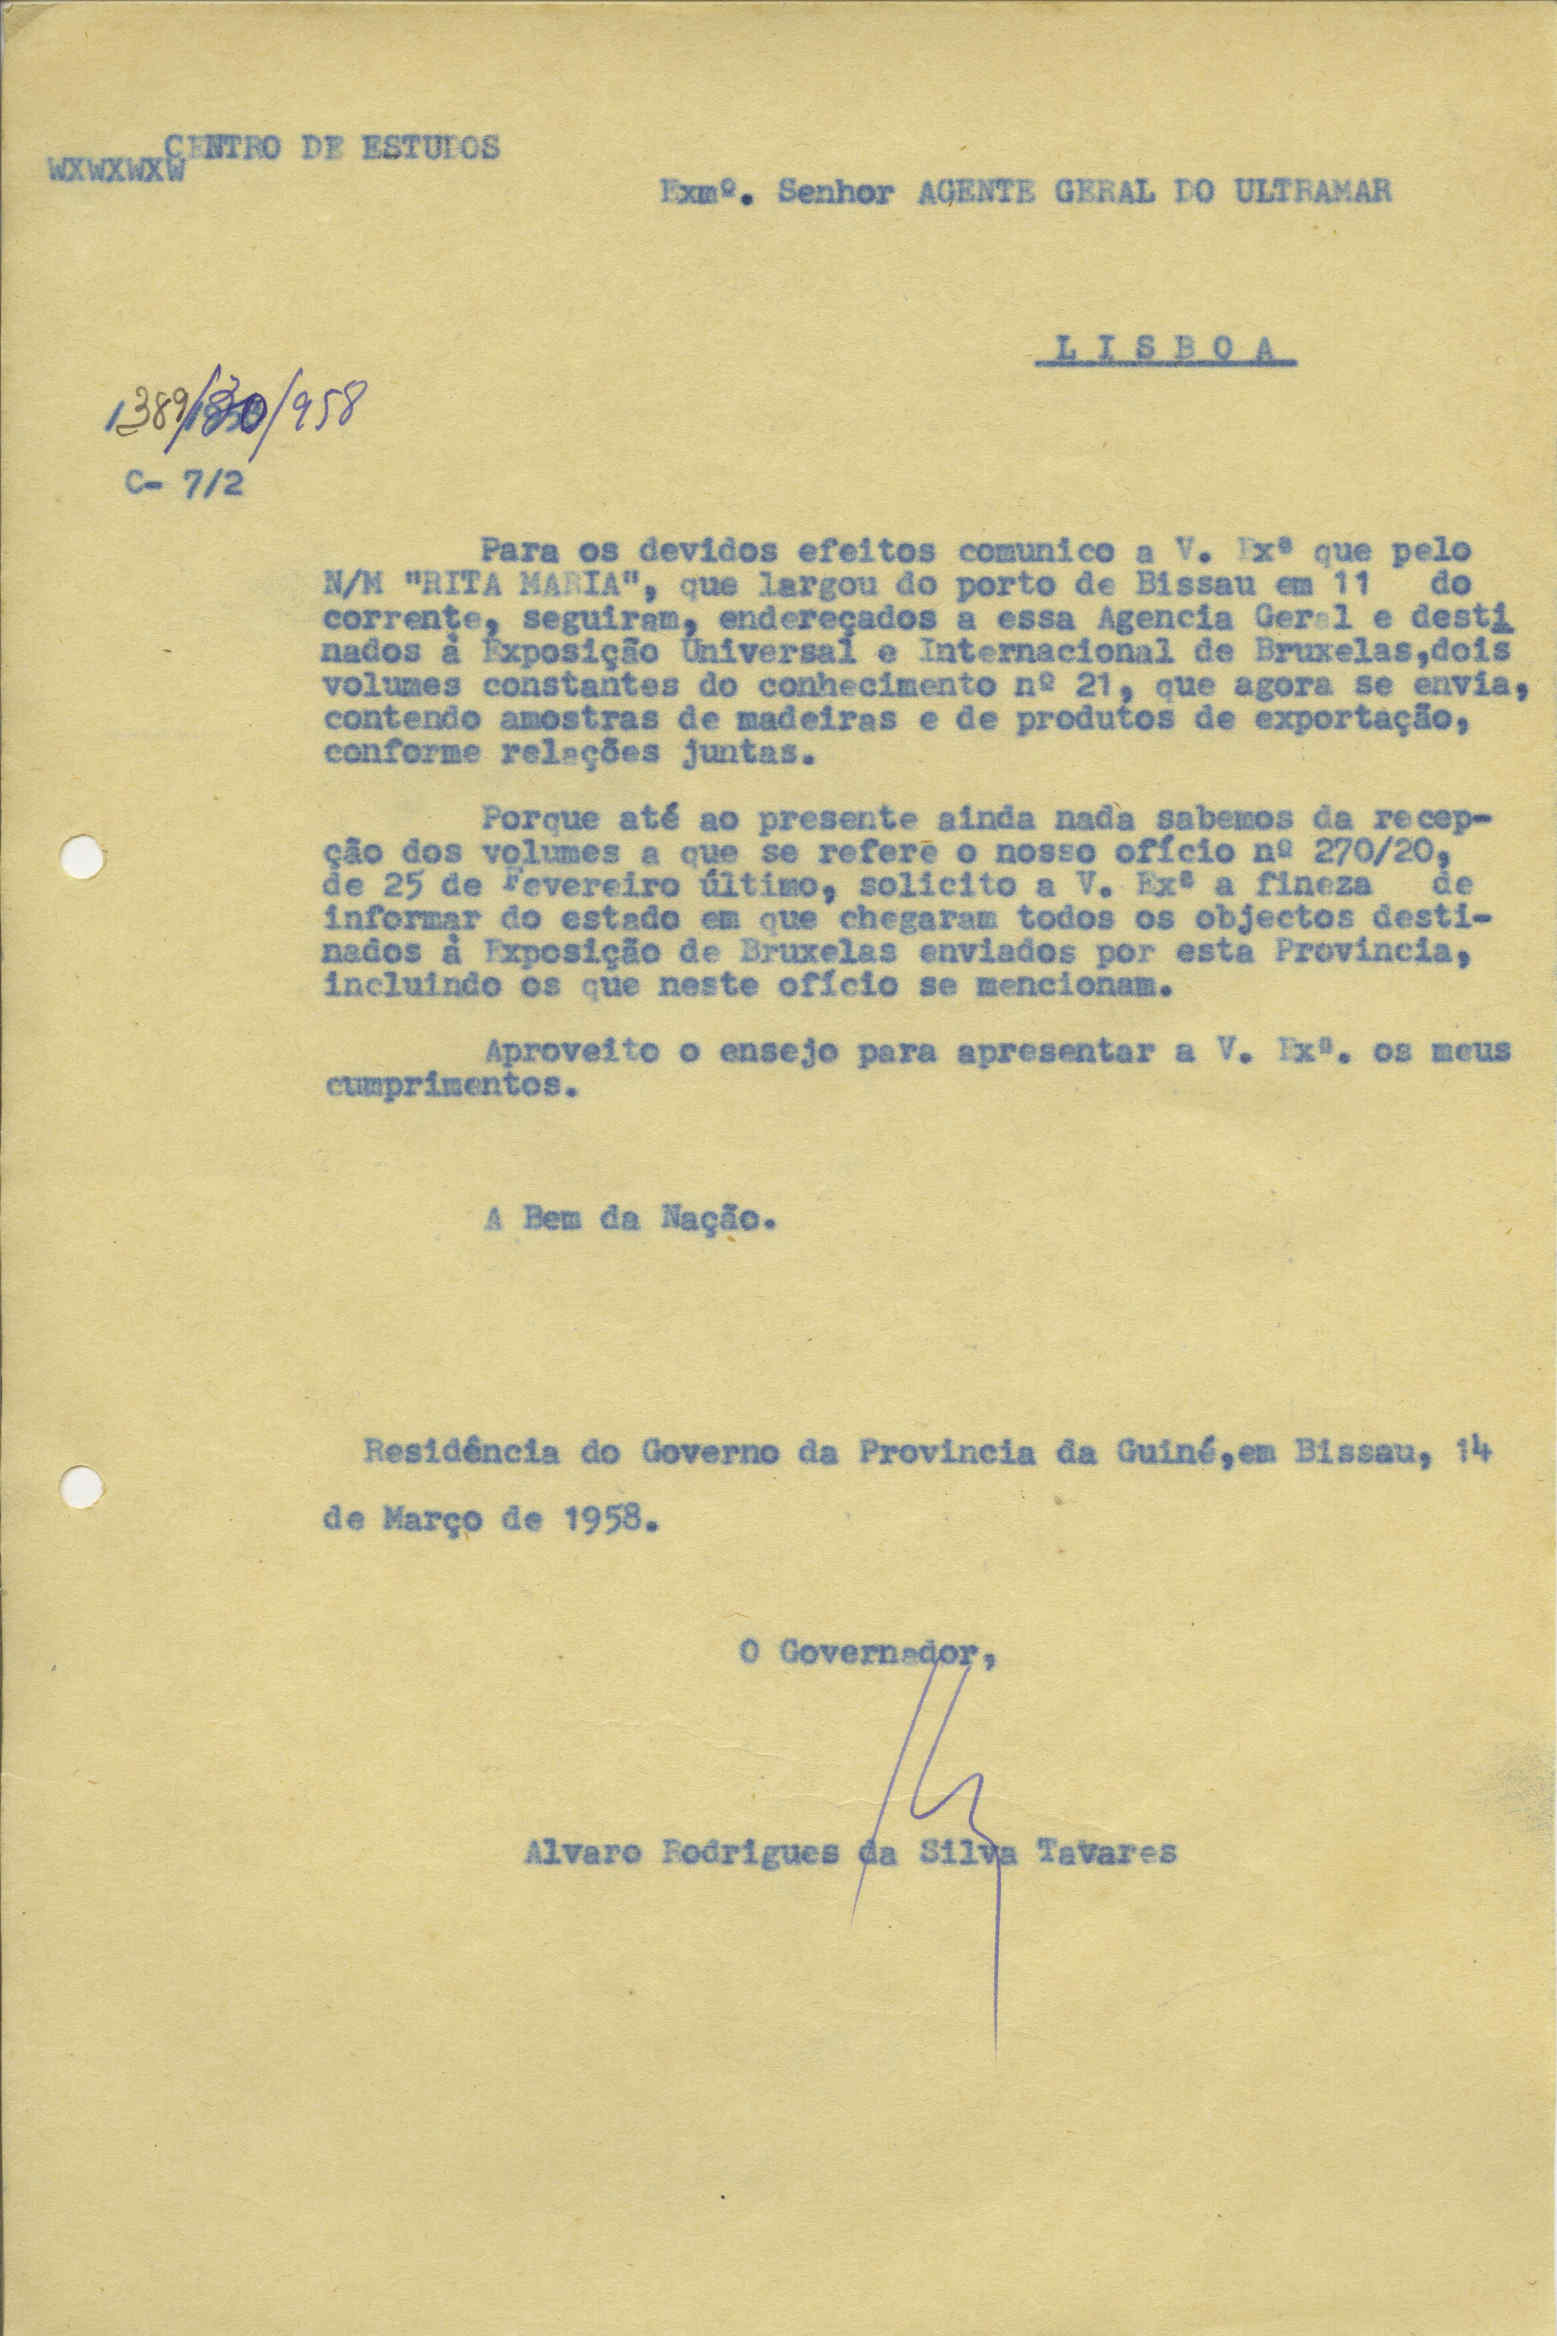 CENTRO DE ESTUDOS
WXWXWXW
Exmº. Senhor AGENTE GERAL DO ULTRAMAR
L I S B O A
1389/30/958
C- 7/2
Para os devidos efeitos comunico a V. Exª que pelo
N/M "RITA MARIA", que largou do porto de Bissau em 11 do
corrente, seguiram, endereçados a essa Agencia Geral e desti
nados à Exposição Universal e Internacional de Bruxelas,dois
volumes constantes do conhecimento nº 21, que agora se envia,
contendo amostras de madeiras e de produtos de exportação,
conforme relações juntas.
Porque até ao presente ainda nada sabemos da recep-
ção dos volumes a que se refere o nosso ofício nº 270/20,
de 25 de Fevereiro último, solicito a V. Exª a fineza de
informar do estado em que chegaram todos os objectos desti-
nados à Exposição de Bruxelas enviados por esta Provincia,
incluindo os que neste ofício se mencionam.
Aproveito o ensejo para apresentar a V. Exª. os meus
cumprimentos.
A Bem da Nação.
Residência do Governo da Provincia da Guiné,em Bissau, 14
de Março de 1958.
O Governador,
Alvaro Rodrigues da Silva Tavares